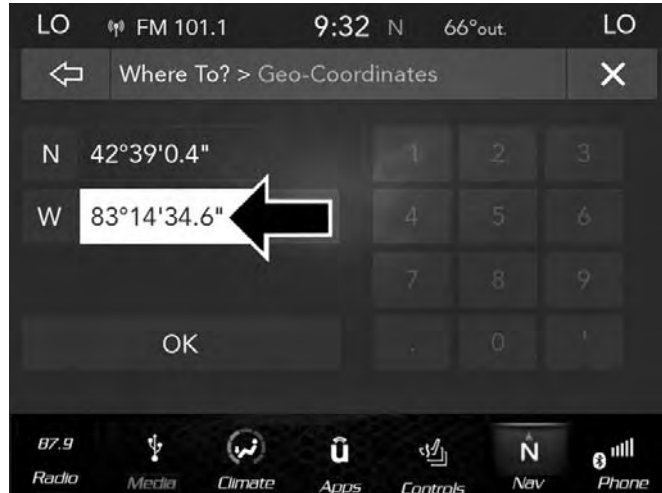 LO FM 101.1 9:32 N 66°out. LO
Where To? > Geo-Coordinates X
N 42°39'0.4" 1 2 3
W 83°14'34.6" 4 5 6
7 8 9
OK . 0 '
87.9
Radio Media Climate Apps Controls Nav Phone